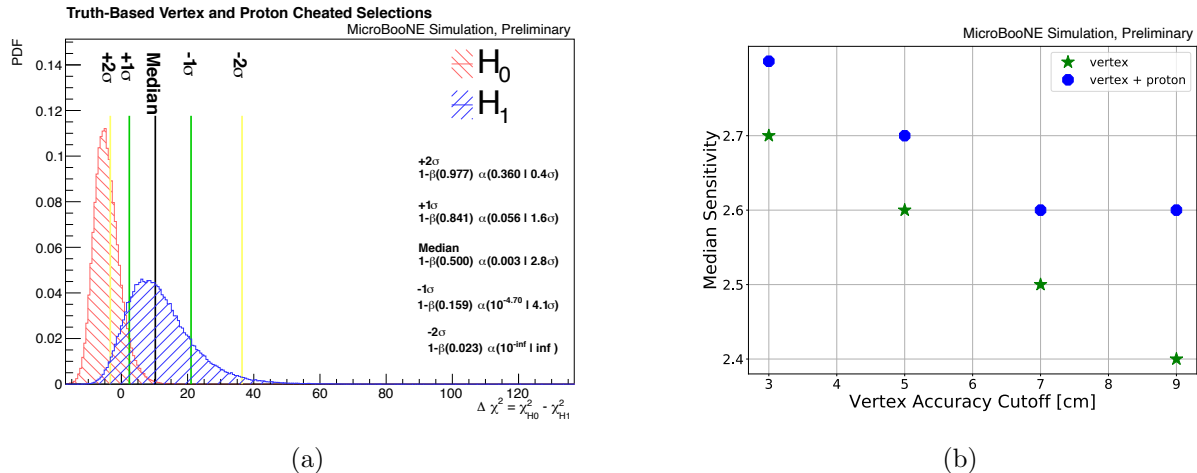 Truth-Based Vertex and Proton Cheated Selections
MicroBooNE Simulation, Preliminary
PDF
0.14
0.12
0.1
0.08
0.06
0.04
0.02
0
+2σ
+1σ
Median
-1σ
-2σ
H₀
H₁
+2σ
1-β(0.977) α(0.360 | 0.4σ)
+1σ
1-β(0.841) α(0.056 | 1.6σ)
Median
1-β(0.500) α(0.003 | 2.8σ)
-1σ
1-β(0.159) α(10^-4.70 | 4.1σ)
-2σ
1-β(0.023) α(10^-inf | inf )
0 20 40 60 80 100 120
Δ χ² = χ²_H0 - χ²_H1
(a)
MicroBooNE Simulation, Preliminary
vertex
vertex + proton
Median Sensitivity
2.7
2.6
2.5
2.4
3 4 5 6 7 8 9
Vertex Accuracy Cutoff [cm]
(b)